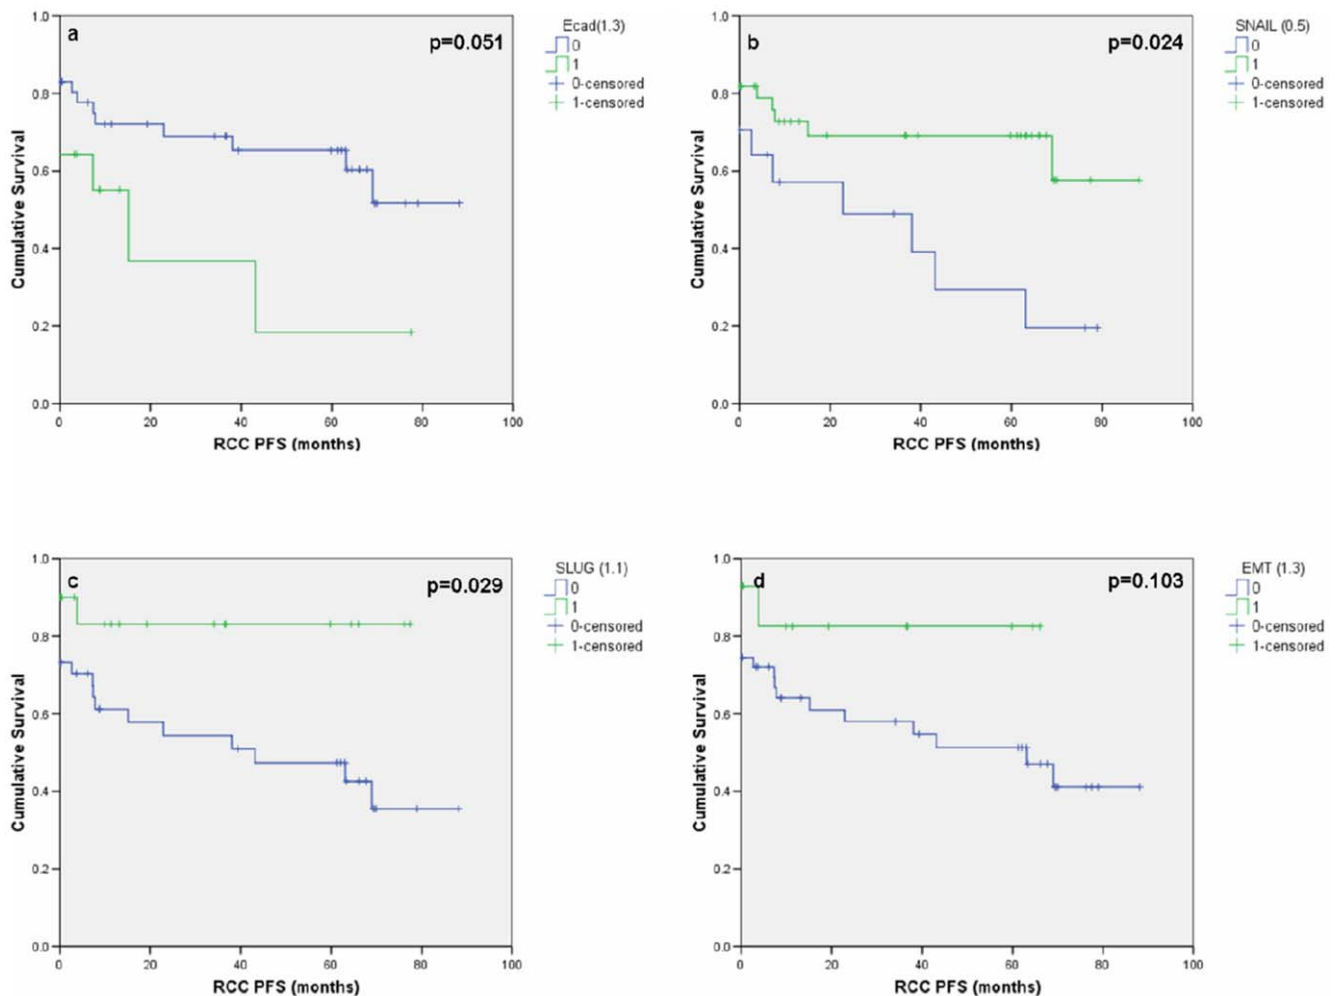 a
p=0.051
Ecad(1.3)
0
1
0-censored
1-censored
Cumulative Survival
1.0
0.8
0.6
0.4
0.2
0.0
0 20 40 60 80 100
RCC PFS (months)
b
p=0.024
SNAIL (0.5)
0
1
0-censored
1-censored
Cumulative Survival
1.0
0.8
0.6
0.4
0.2
0.0
0 20 40 60 80 100
RCC PFS (months)
c
p=0.029
SLUG (1.1)
0
1
0-censored
1-censored
Cumulative Survival
1.0
0.8
0.6
0.4
0.2
0.0
0 20 40 60 80 100
RCC PFS (months)
d
p=0.103
EMT (1.3)
0
1
0-censored
1-censored
Cumulative Survival
1.0
0.8
0.6
0.4
0.2
0.0
0 20 40 60 80 100
RCC PFS (months)